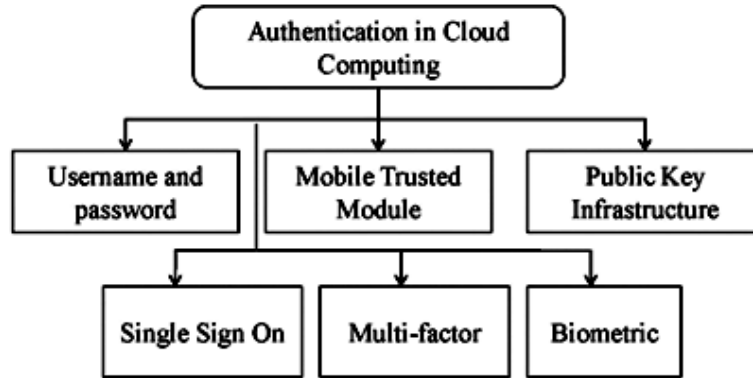 Authentication in Cloud
Computing
Username and
password
Mobile Trusted
Module
Public Key
Infrastructure
Single Sign On
Multi-factor
Biometric